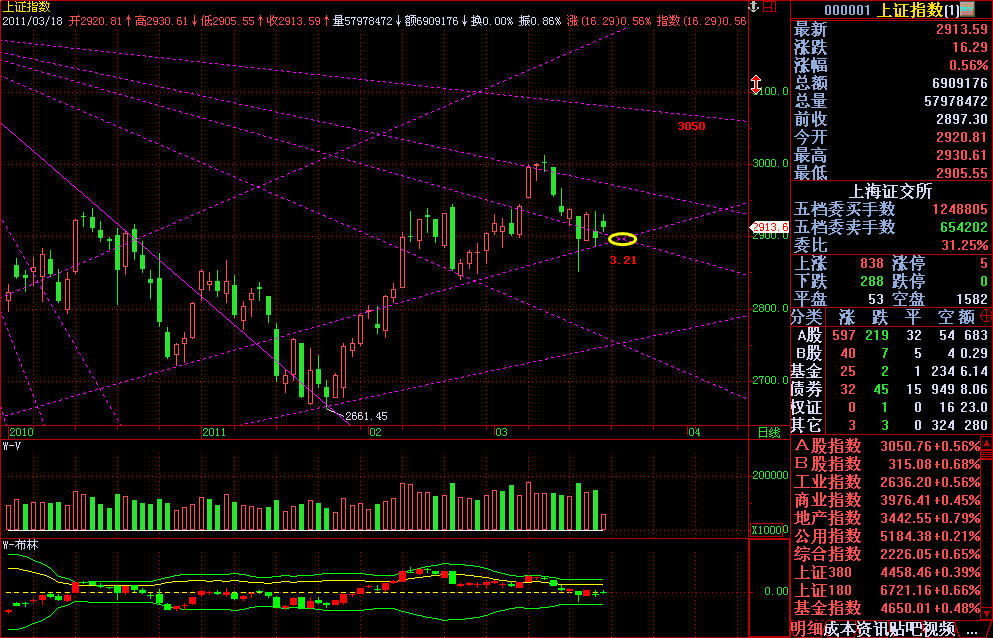 上证指数
2011/03/18 开2920.81↑高2930.61↓低2905.55↑收2913.59↑量57978472↓额6909176↓换0.00% 振0.86% 涨(16.29)0.56% 指数(16.29)0.56
3100.0
3050
3000.0
2913.6
2900.0
3.21
2800.0
2700.0
2661.45
2010 2011 02 03 04 日线
W-V
200000
X1000
W-布林
0.00
000001 上证指数(1)
最新 2913.59
涨跌 16.29
涨幅 0.56%
总额 6909176
总量 57978472
前收 2897.30
今开 2920.81
最高 2930.61
最低 2905.55
上海证交所
五档委买手数 1248805
五档委卖手数 654202
委比 31.25%
上涨 838 涨停 5
下跌 288 跌停 0
平盘 53 空盘 1582
分类 涨 跌 平 空 额
A股 597 219 32 54 683
B股 40 7 5 4 0.29
基金 25 2 1 234 6.14
债券 32 45 15 949 8.06
权证 0 1 0 16 23.0
其它 3 3 0 324 280
A股指数 3050.76+0.56%
B股指数 315.08+0.68%
工业指数 2636.20+0.56%
商业指数 3976.41+0.45%
地产指数 3442.55+0.79%
公用指数 5184.38+0.21%
综合指数 2226.05+0.65%
上证380 4458.46+0.39%
上证180 6721.16+0.66%
基金指数 4650.01+0.48%
明细成本资讯贴吧视频 ...